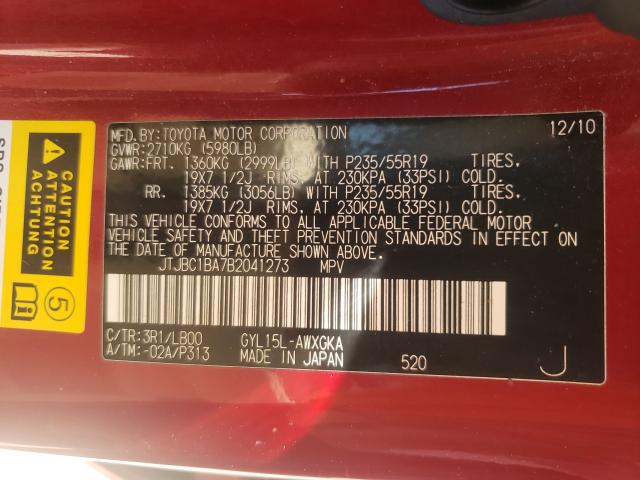 MFD. BY: TOYOTA MOTOR CORPORATION 12/10
GVWR: 2710KG (5980LB)
GAWR: FRT. 1360KG (2999LB) WITH P235/55R19 TIRES.
19X7 1/2J RIMS. AT 230KPA (33PSI) COLD.
RR. 1385KG (3056LB) WITH P235/55R19 TIRES.
19X7 1/2J RIMS. AT 230KPA (33PSI) COLD.
THIS VEHICLE CONFORMS TO ALL APPLICABLE FEDERAL MOTOR
VEHICLE SAFETY AND THEFT PREVENTION STANDARDS IN EFFECT ON
THE DATE OF MANUFACTURE SHOWN ABOVE.
JTJBC1BA7B2041273 MPV
C/TR: 3R1/LB00 GYL15L-AWXGKA
A/TM: -02A/P313 MADE IN JAPAN 520 J
CAUTION
ATTENTION
ACHTUNG
5